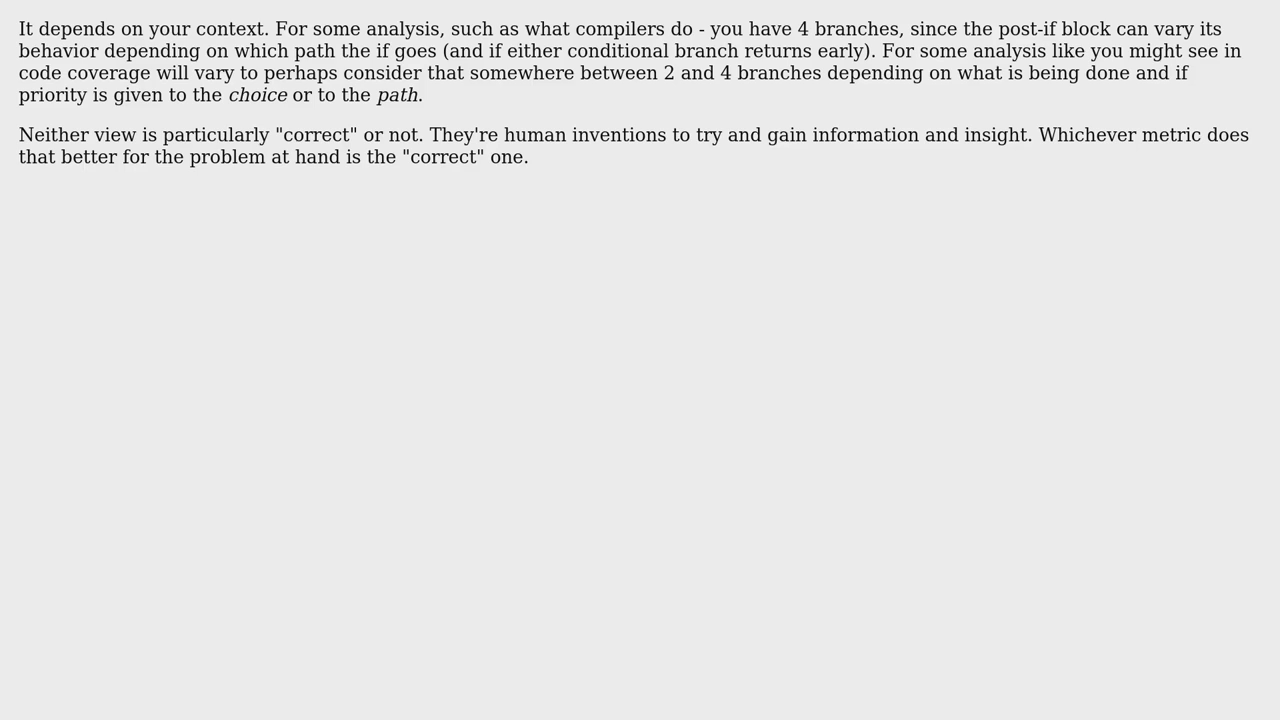 It depends on your context. For some analysis, such as what compilers do - you have 4 branches, since the post-if block can vary its
behavior depending on which path the if goes (and if either conditional branch returns early). For some analysis like you might see in
code coverage will vary to perhaps consider that somewhere between 2 and 4 branches depending on what is being done and if
priority is given to the choice or to the path.
Neither view is particularly "correct" or not. They're human inventions to try and gain information and insight. Whichever metric does
that better for the problem at hand is the "correct" one.